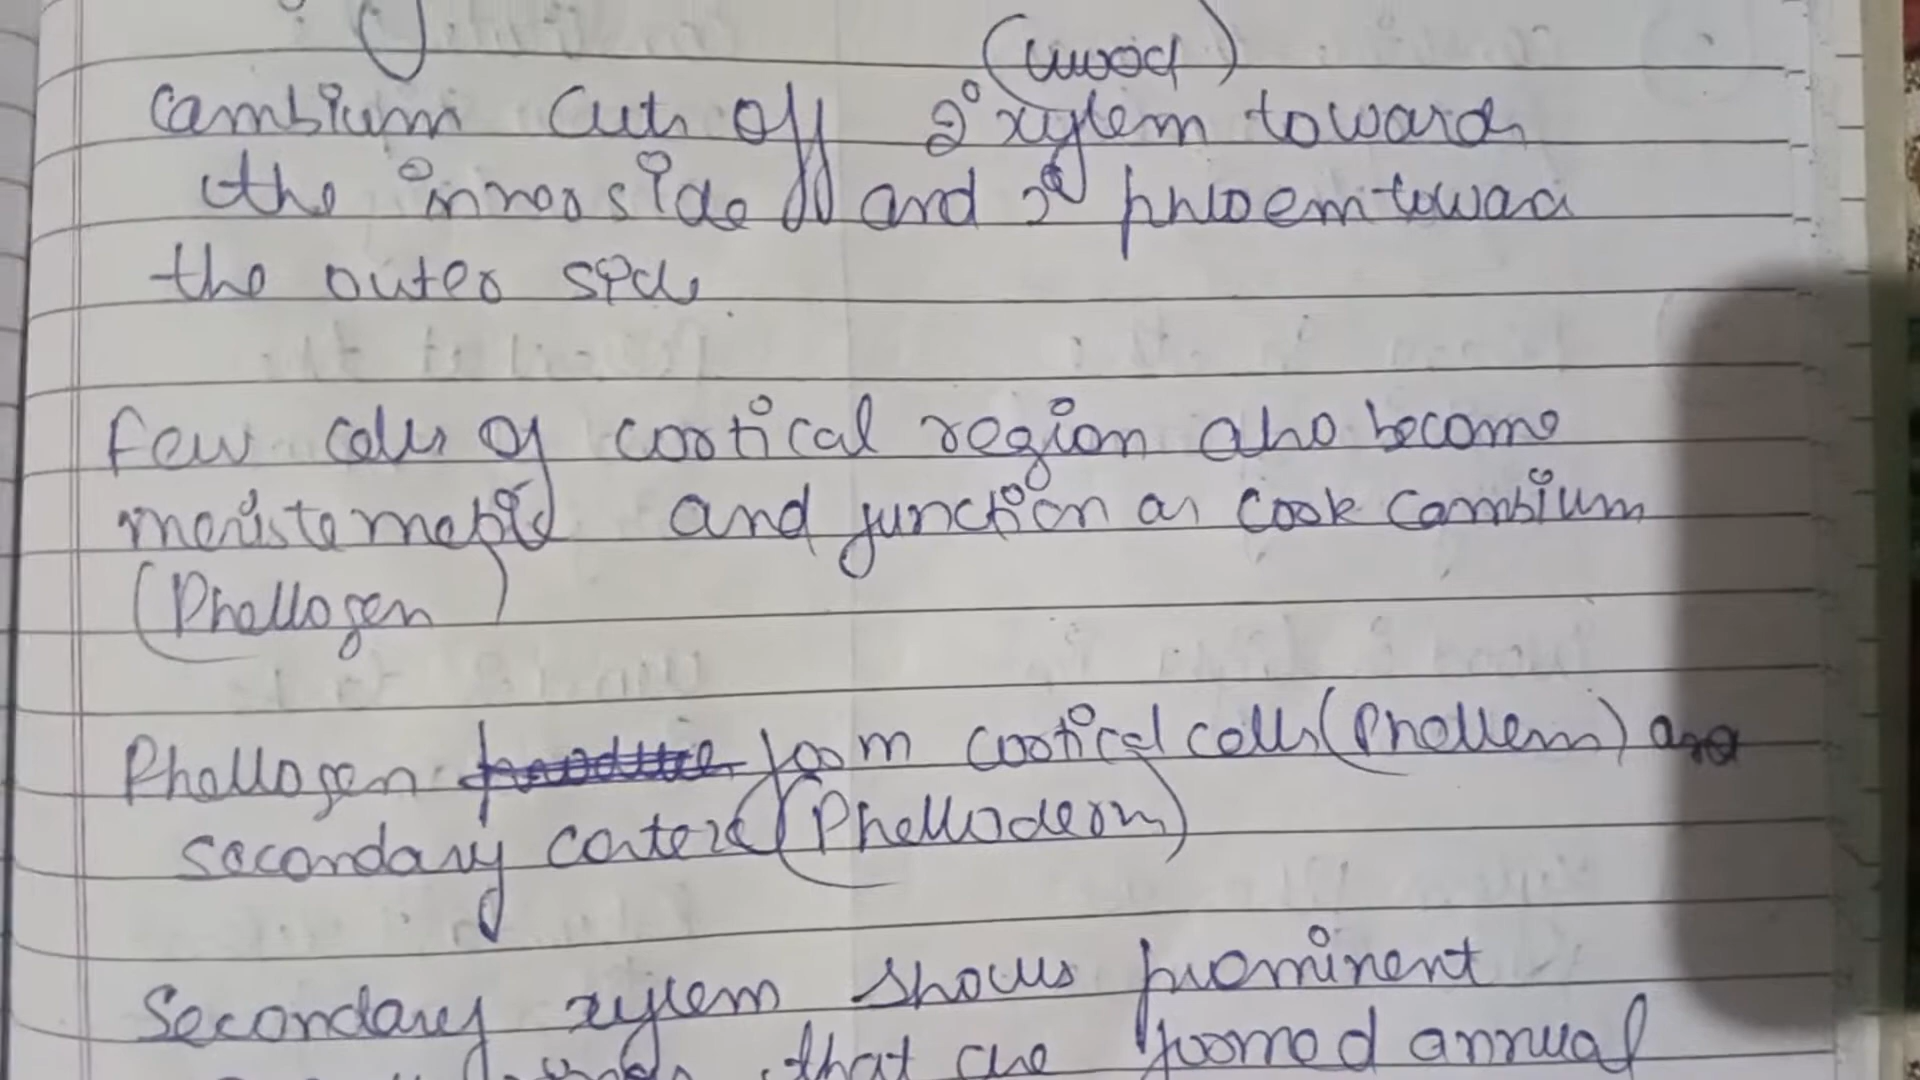 (wood)
Cambium cuts off 2° xylem toward
the inner side and 2° phloem toward
the outer side.
Few cells of cortical region also become
meristematic and function as cork cambium
(Phellogen)
Phellogen form cortical cells (Phellem) and
secondary cortex (Phelloderm)
Secondary xylem shows prominent
that are formed annual